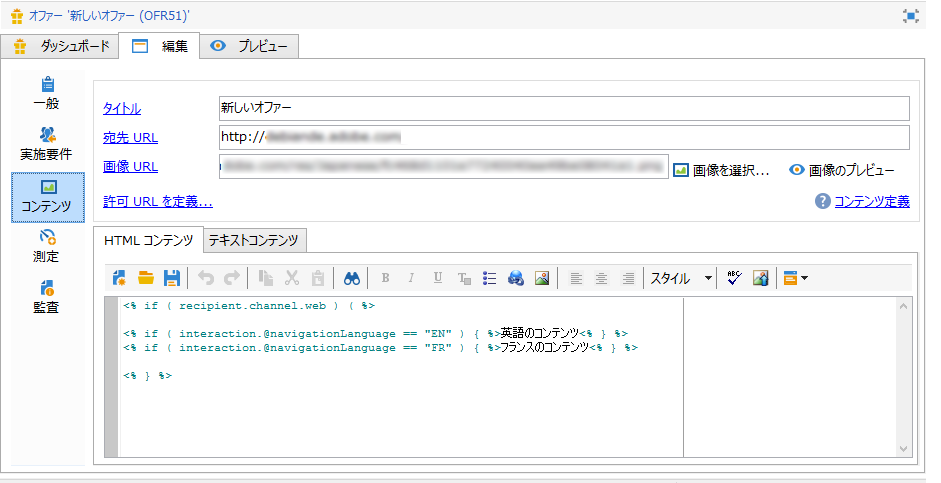 オファー '新しいオファー (OFR51)'
ダッシュボード 編集 プレビュー
一般
実施要件
コンテンツ
測定
監査
タイトル 新しいオファー
宛先 URL http://
画像 URL 画像を選択... 画像のプレビュー
許可 URL を定義... コンテンツ定義
HTML コンテンツ テキストコンテンツ
B I U T スタイル ABC
<% if ( recipient.channel.web ) ( %>
<% if ( interaction.@navigationLanguage == "EN" ) { %>英語のコンテンツ<% } %>
<% if ( interaction.@navigationLanguage == "FR" ) { %>フランスのコンテンツ<% } %>
<% } %>